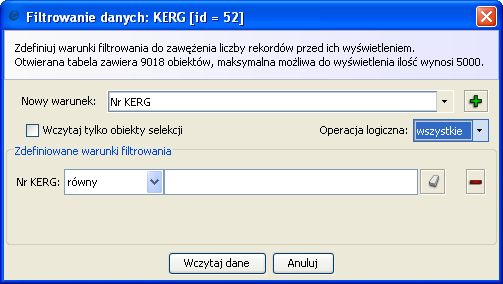 Filtrowanie danych: KERG [id = 52]
Zdefiniuj warunki filtrowania do zawężenia liczby rekordów przed ich wyświetleniem.
Otwierana tabela zawiera 9018 obiektów, maksymalna możliwa do wyświetlenia ilość wynosi 5000.
Nowy warunek: Nr KERG
Wczytaj tylko obiekty selekcji Operacja logiczna: wszystkie
Zdefiniowane warunki filtrowania
Nr KERG: równy
Wczytaj dane Anuluj